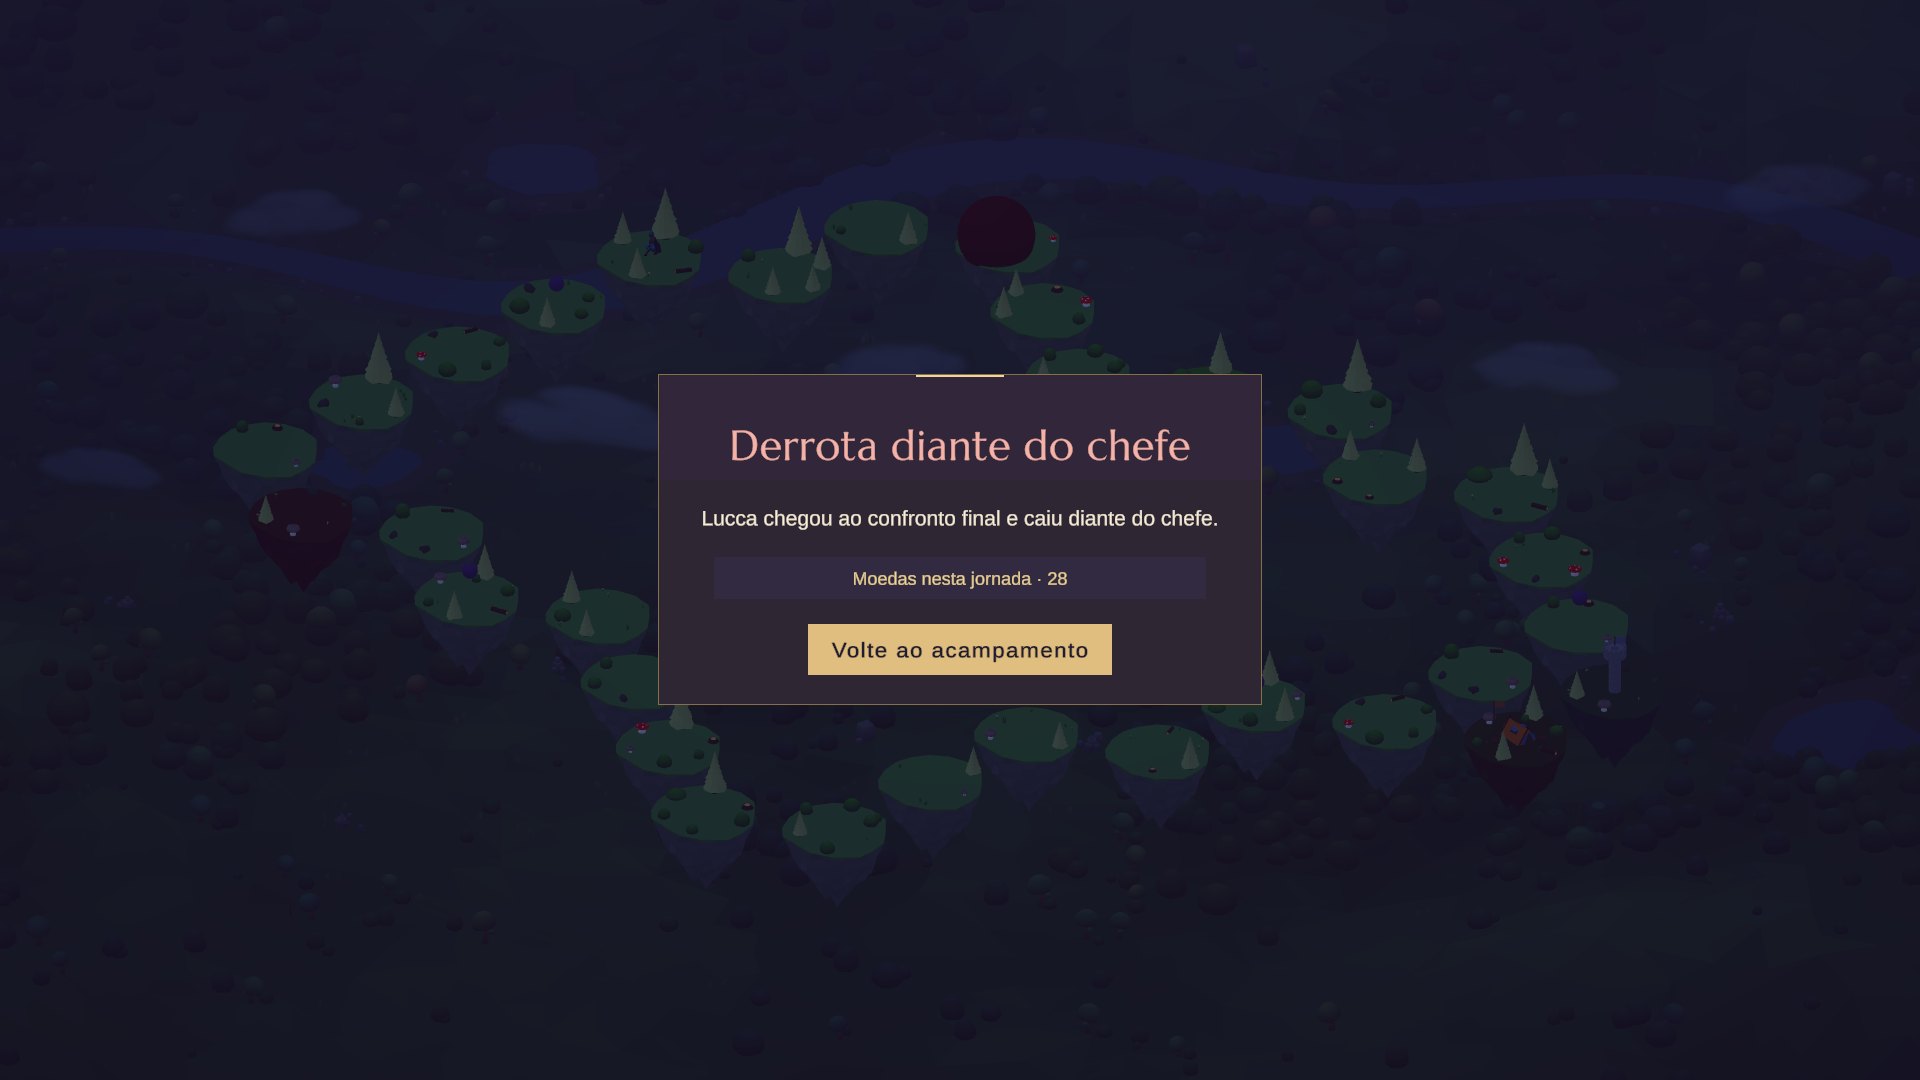 Derrota diante do chefe
Lucca chegou ao confronto final e caiu diante do chefe.
Moedas nesta jornada · 28
Volte ao acampamento